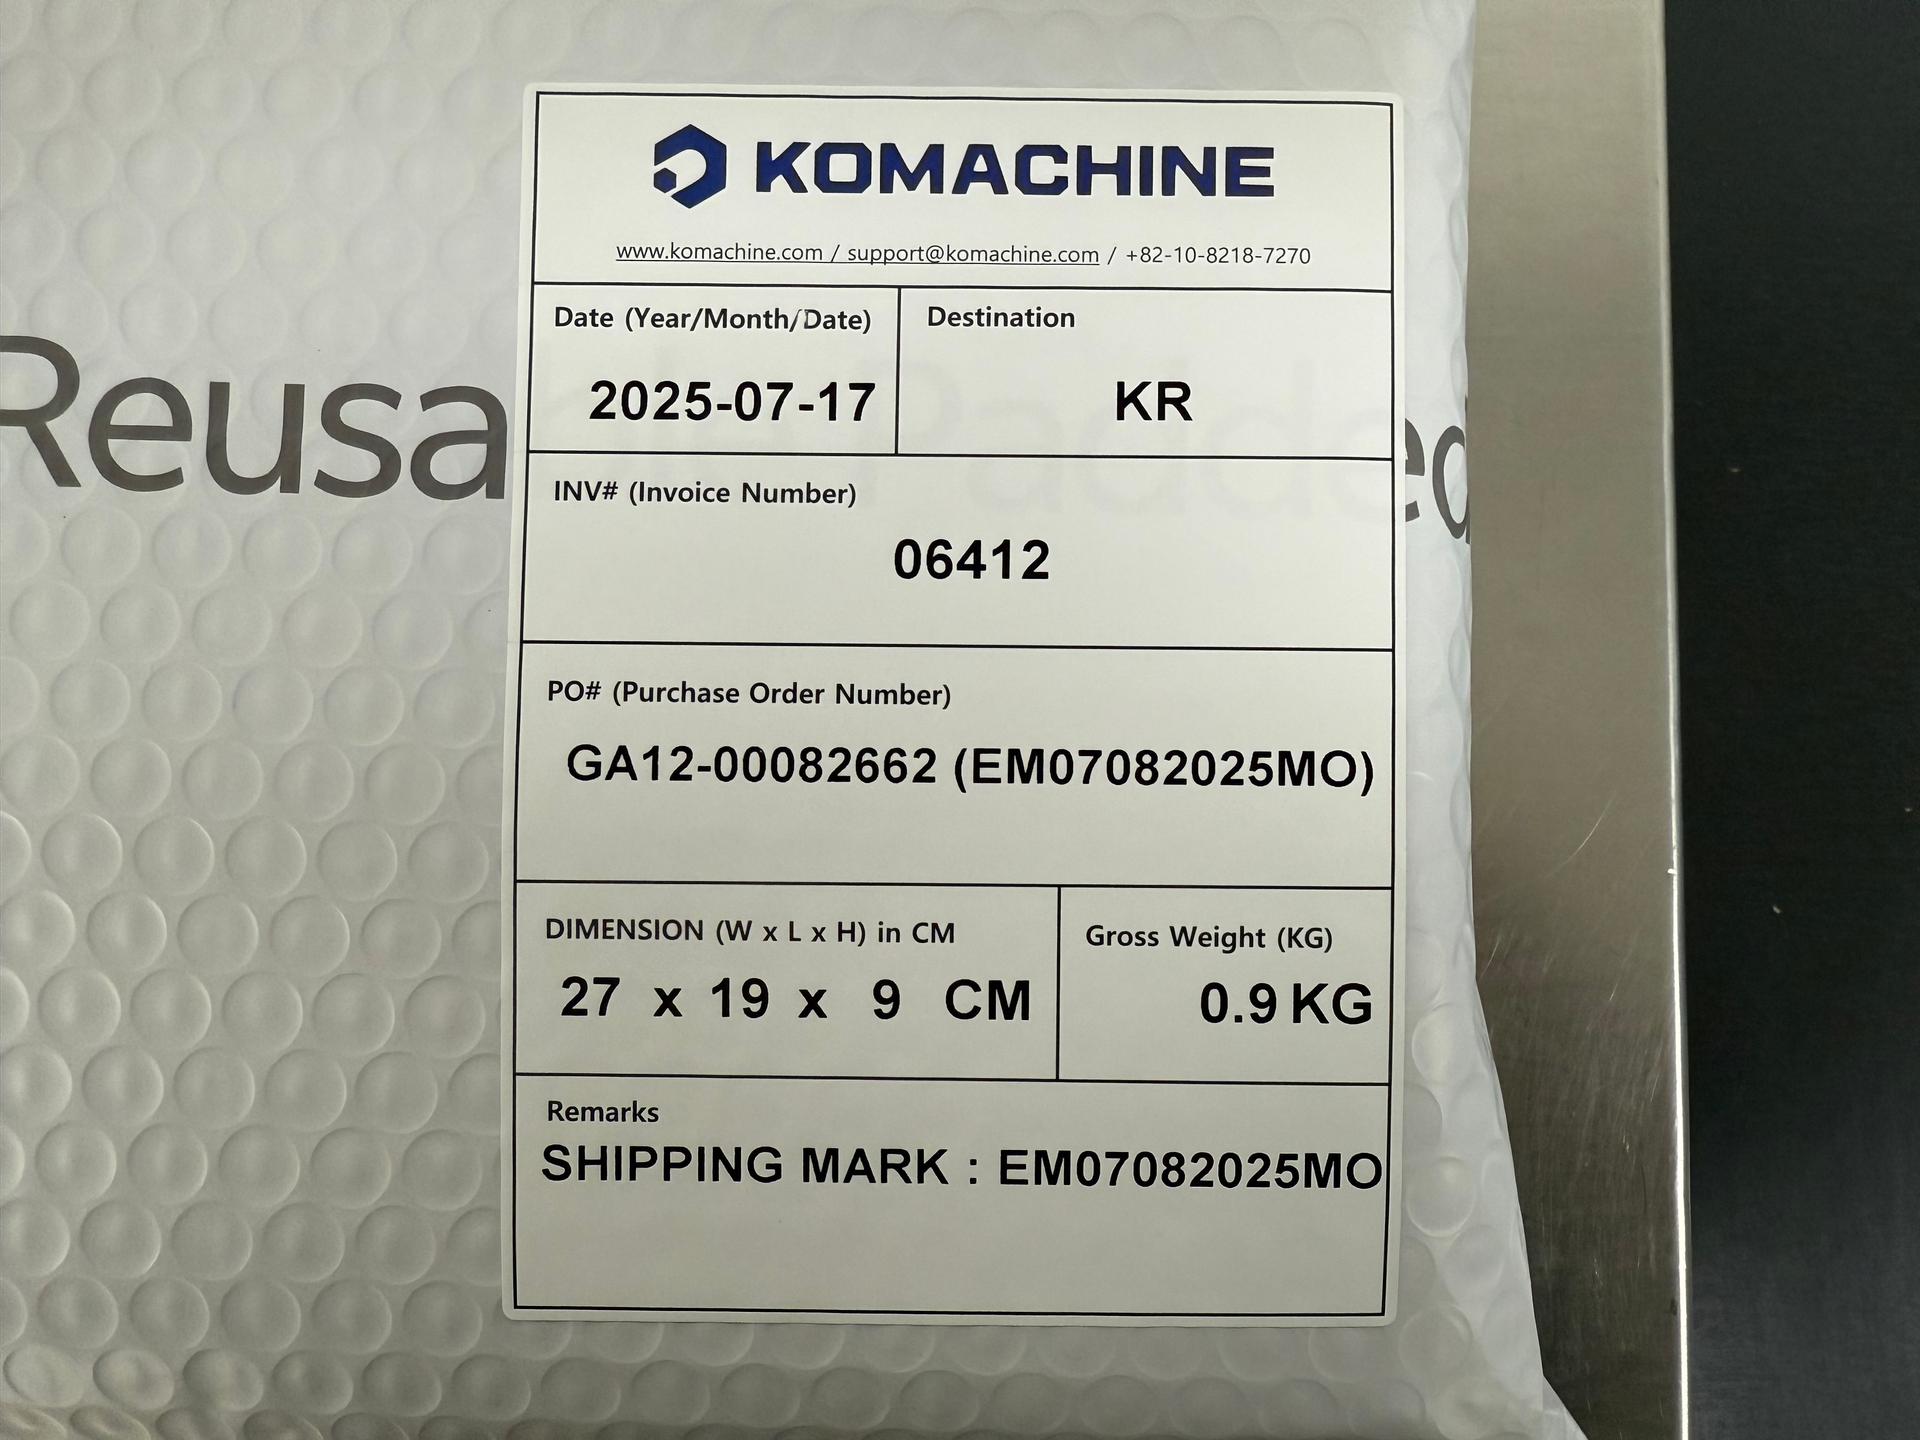 KOMACHINE
www.komachine.com / support@komachine.com / +82-10-8218-7270
Date (Year/Month/Date)
Destination
2025-07-17
KR
Reusa
ed
INV# (Invoice Number)
06412
PO# (Purchase Order Number)
GA12-00082662 (EM07082025MO)
DIMENSION (W x L x H) in CM
Gross Weight (KG)
27 x 19 x 9 CM
0.9 KG
Remarks
SHIPPING MARK : EM07082025MO